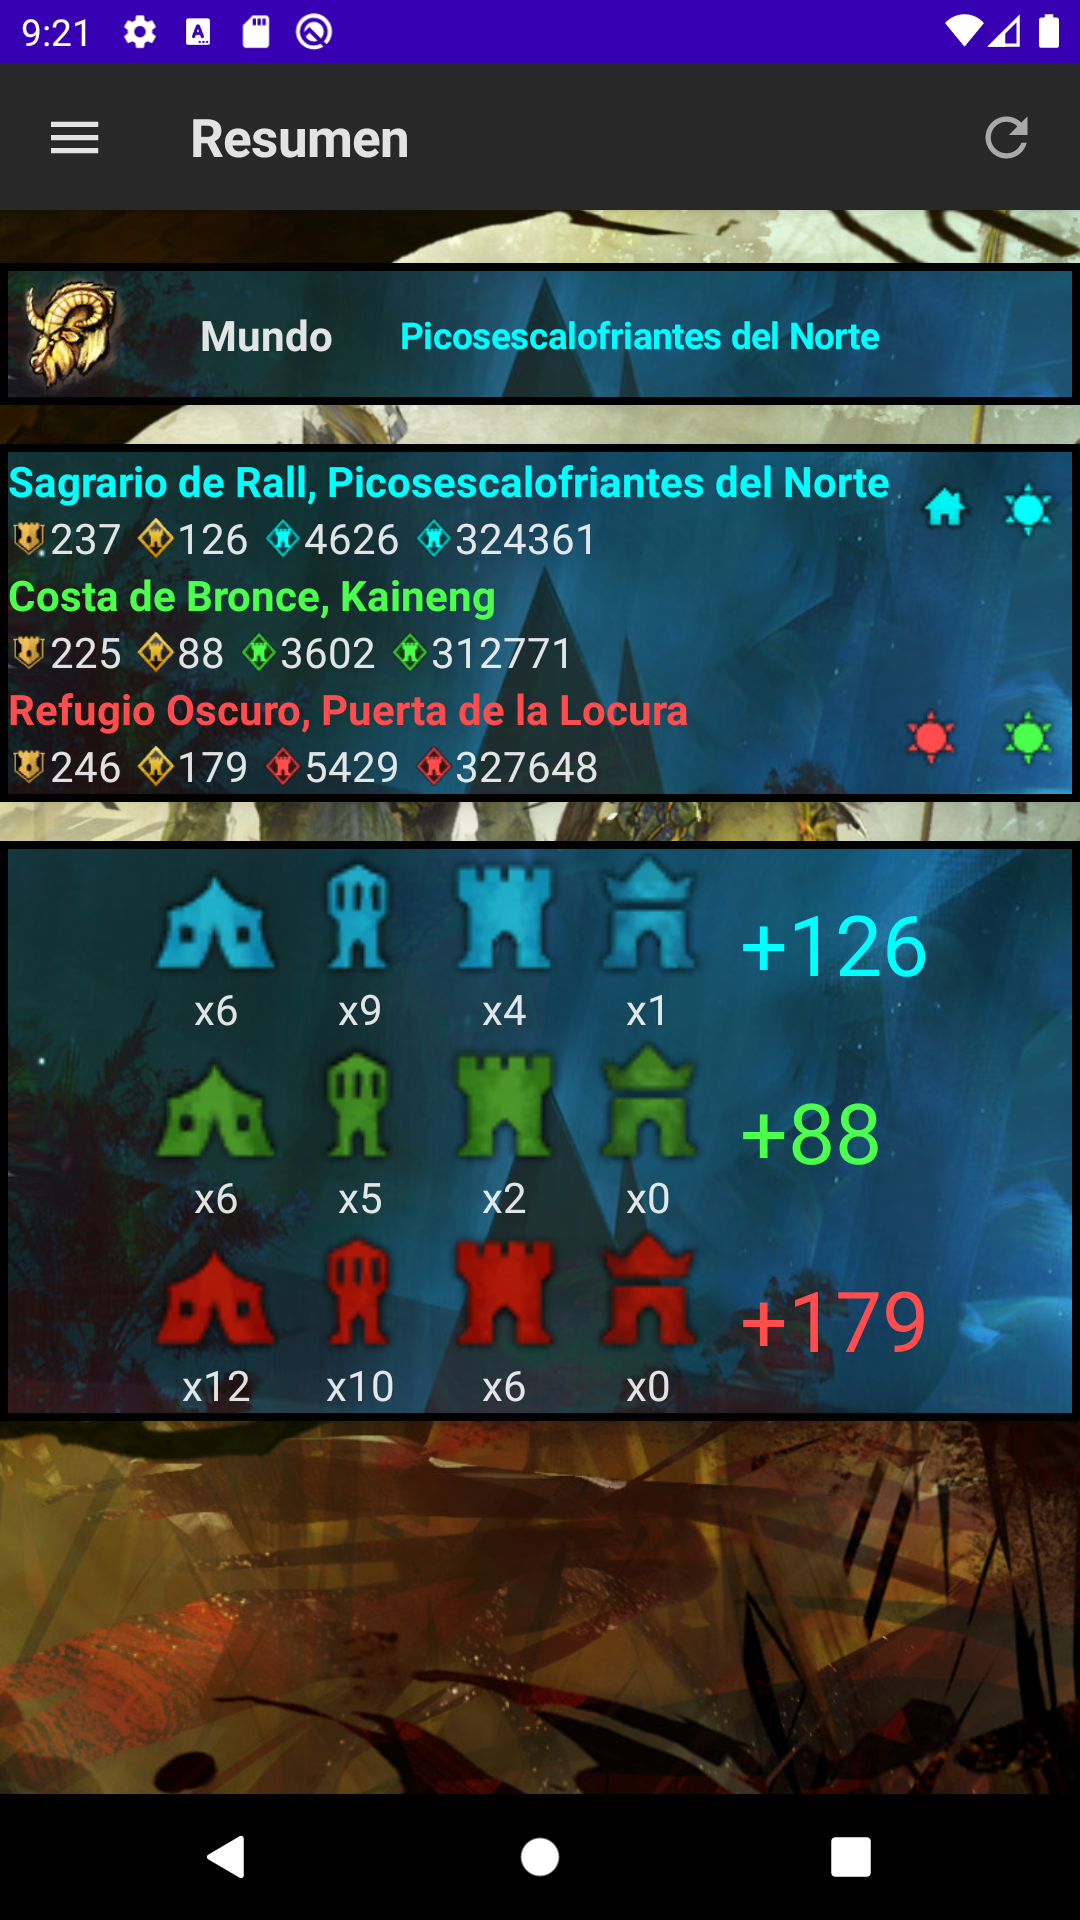 9:21
Resumen
Mundo Picosescalofriantes del Norte
Sagrario de Rall, Picosescalofriantes del Norte
237 126 4626 324361
Costa de Bronce, Kaineng
225 88 3602 312771
Refugio Oscuro, Puerta de la Locura
246 179 5429 327648
+126
x6 x9 x4 x1
+88
x6 x5 x2 x0
+179
x12 x10 x6 x0